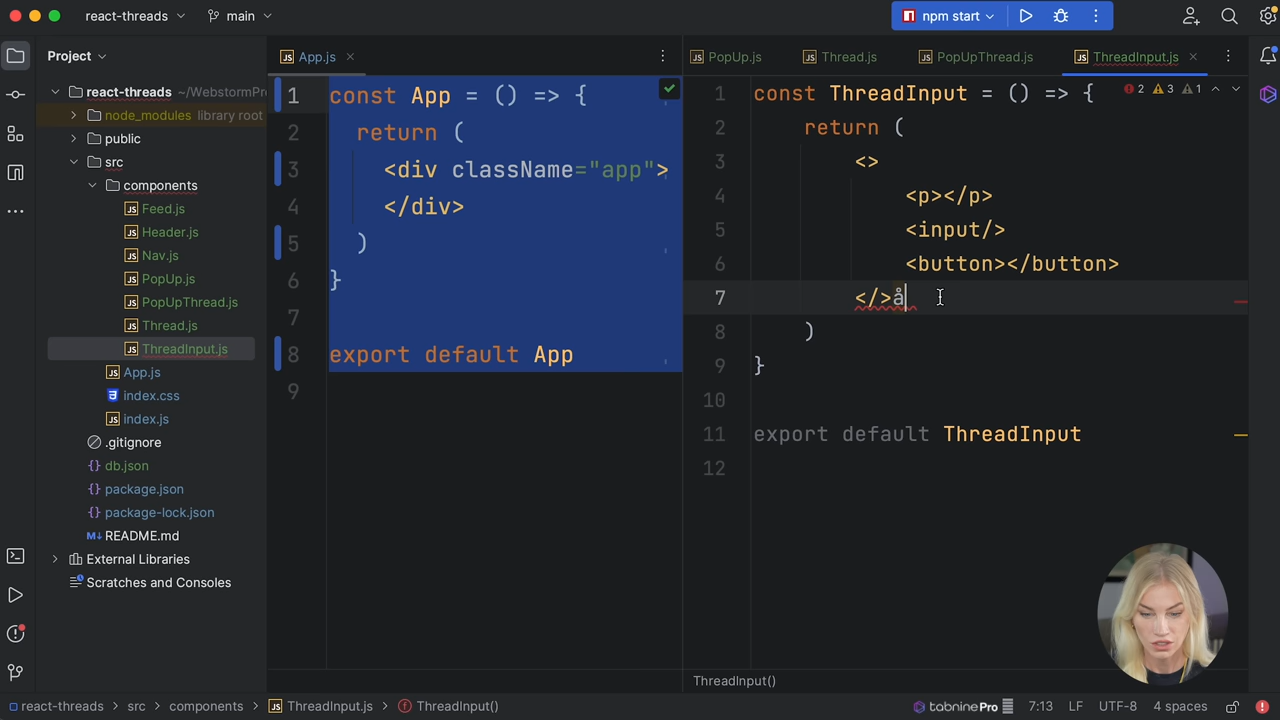 react-threads
main
npm start
Project
App.js
PopUp.js
Thread.js
PopUpThread.js
ThreadInput.js
react-threads ~/WebstormPr
node_modules library root
public
src
components
Feed.js
Header.js
Nav.js
PopUp.js
PopUpThread.js
Thread.js
ThreadInput.js
App.js
index.css
index.js
.gitignore
db.json
package.json
package-lock.json
README.md
External Libraries
Scratches and Consoles
1 const App = () => {
2 return (
3 <div className="app">
4 </div>
5 )
6 }
7
8 export default App
9
1 const ThreadInput = () => {
2 3 1
2 return (
3 <>
4 <p></p>
5 <input/>
6 <button></button>
7 </>å
8 )
9 }
10
11 export default ThreadInput
12
ThreadInput()
react-threads > src > components > ThreadInput.js > ThreadInput()
tabnine Pro 7:13 LF UTF-8 4 spaces